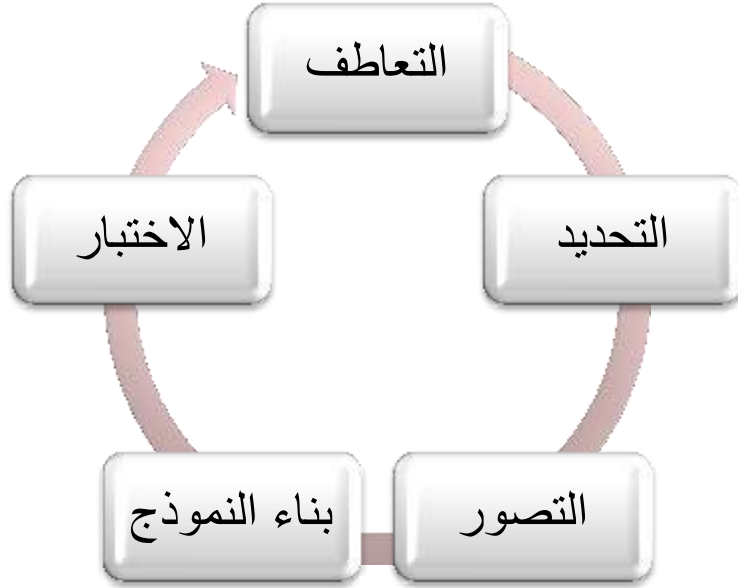 التعاطف
التحديد
التصور
بناء النموذج
الاختبار